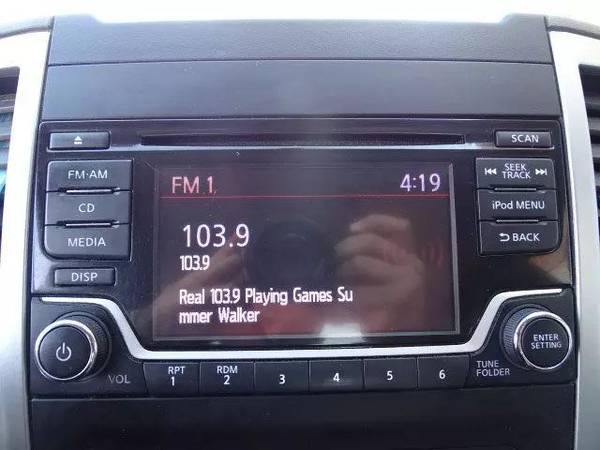 SCAN
FM·AM
CD
MEDIA
DISP
FM 1
4:19
103.9
103.9
Real 103.9 Playing Games Su
mmer Walker
SEEK
TRACK
iPod MENU
BACK
VOL
RPT
1
RDM
2
3
4
5
6
TUNE
FOLDER
ENTER
SETTING